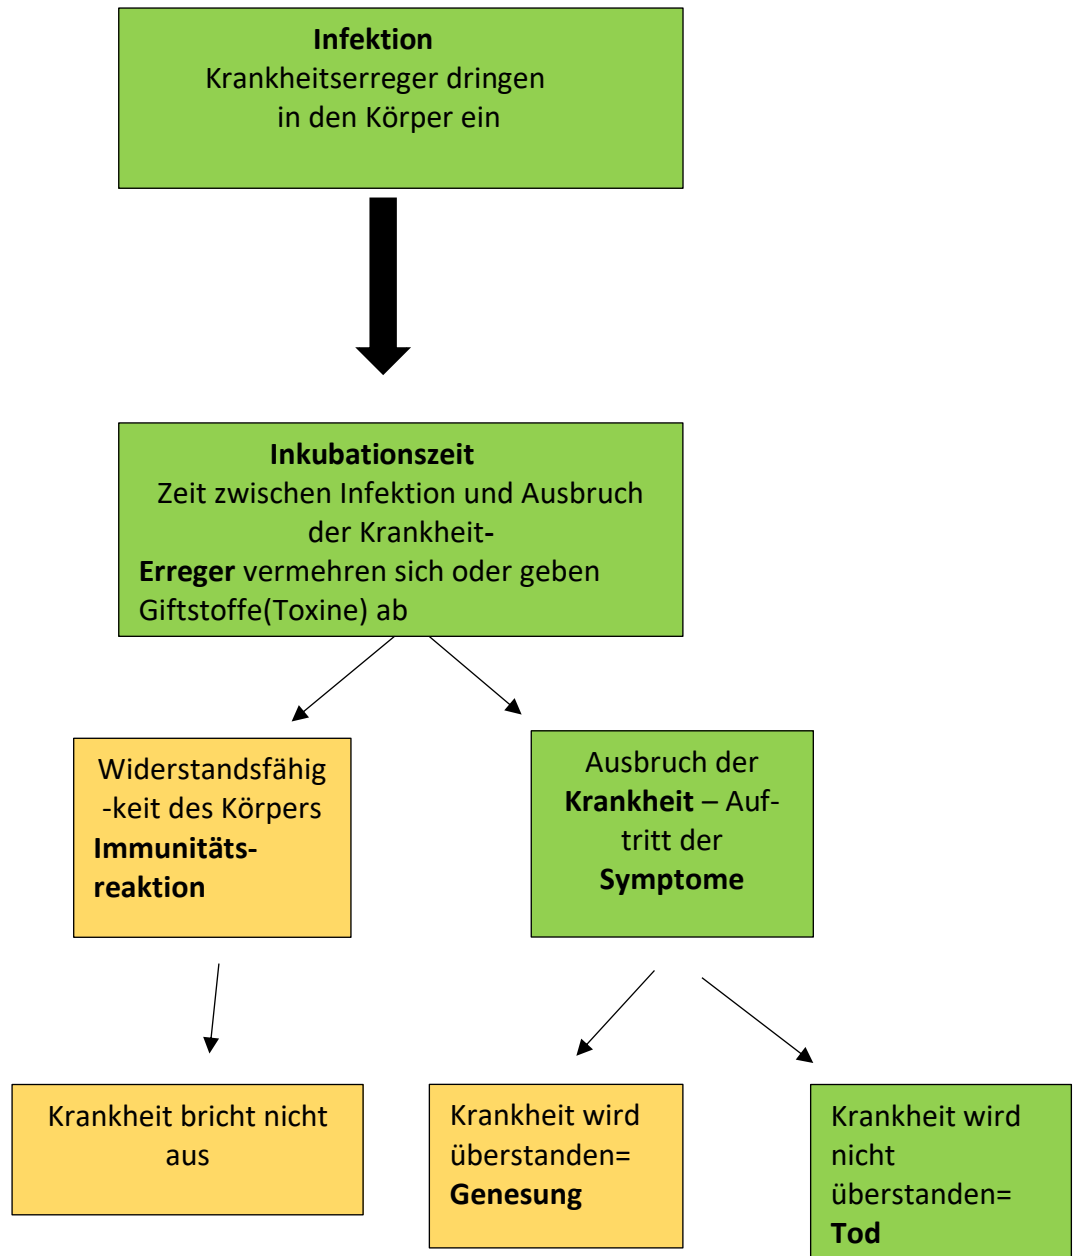 Infektion
Krankheitserreger dringen
in den Körper ein
Inkubationszeit
Zeit zwischen Infektion und Ausbruch
der Krankheit-
Erreger vermehren sich oder geben
Giftstoffe(Toxine) ab
Widerstandsfähig
-keit des Körpers
Immunitäts-
reaktion
Ausbruch der
Krankheit – Auf-
tritt der
Symptome
Krankheit bricht nicht
aus
Krankheit wird
überstanden=
Genesung
Krankheit wird
nicht
überstanden=
Tod